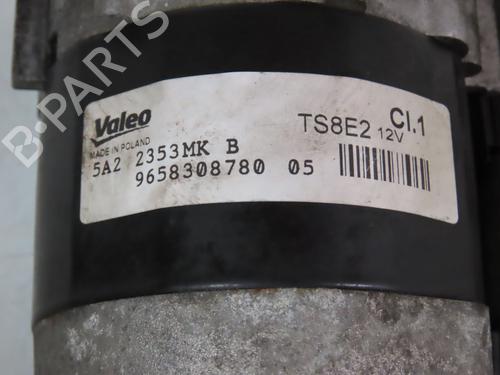 B-PARTS
Valeo
MADE IN POLAND
5A2 2353MK B
9658308780 05
TS8E2 12V
Cl.1